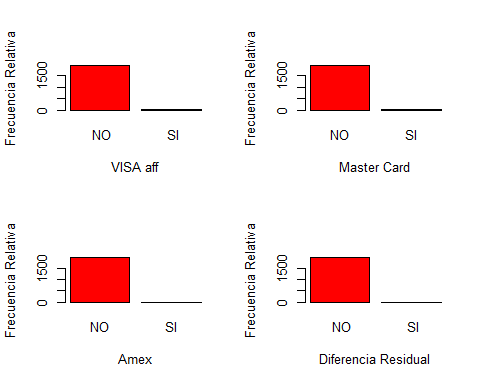 Frecuencia Relativa
1500
0
NO SI
VISA aff
Frecuencia Relativa
1500
0
NO SI
Master Card
Frecuencia Relativa
1500
0
NO SI
Amex
Frecuencia Relativa
1500
0
NO SI
Diferencia Residual